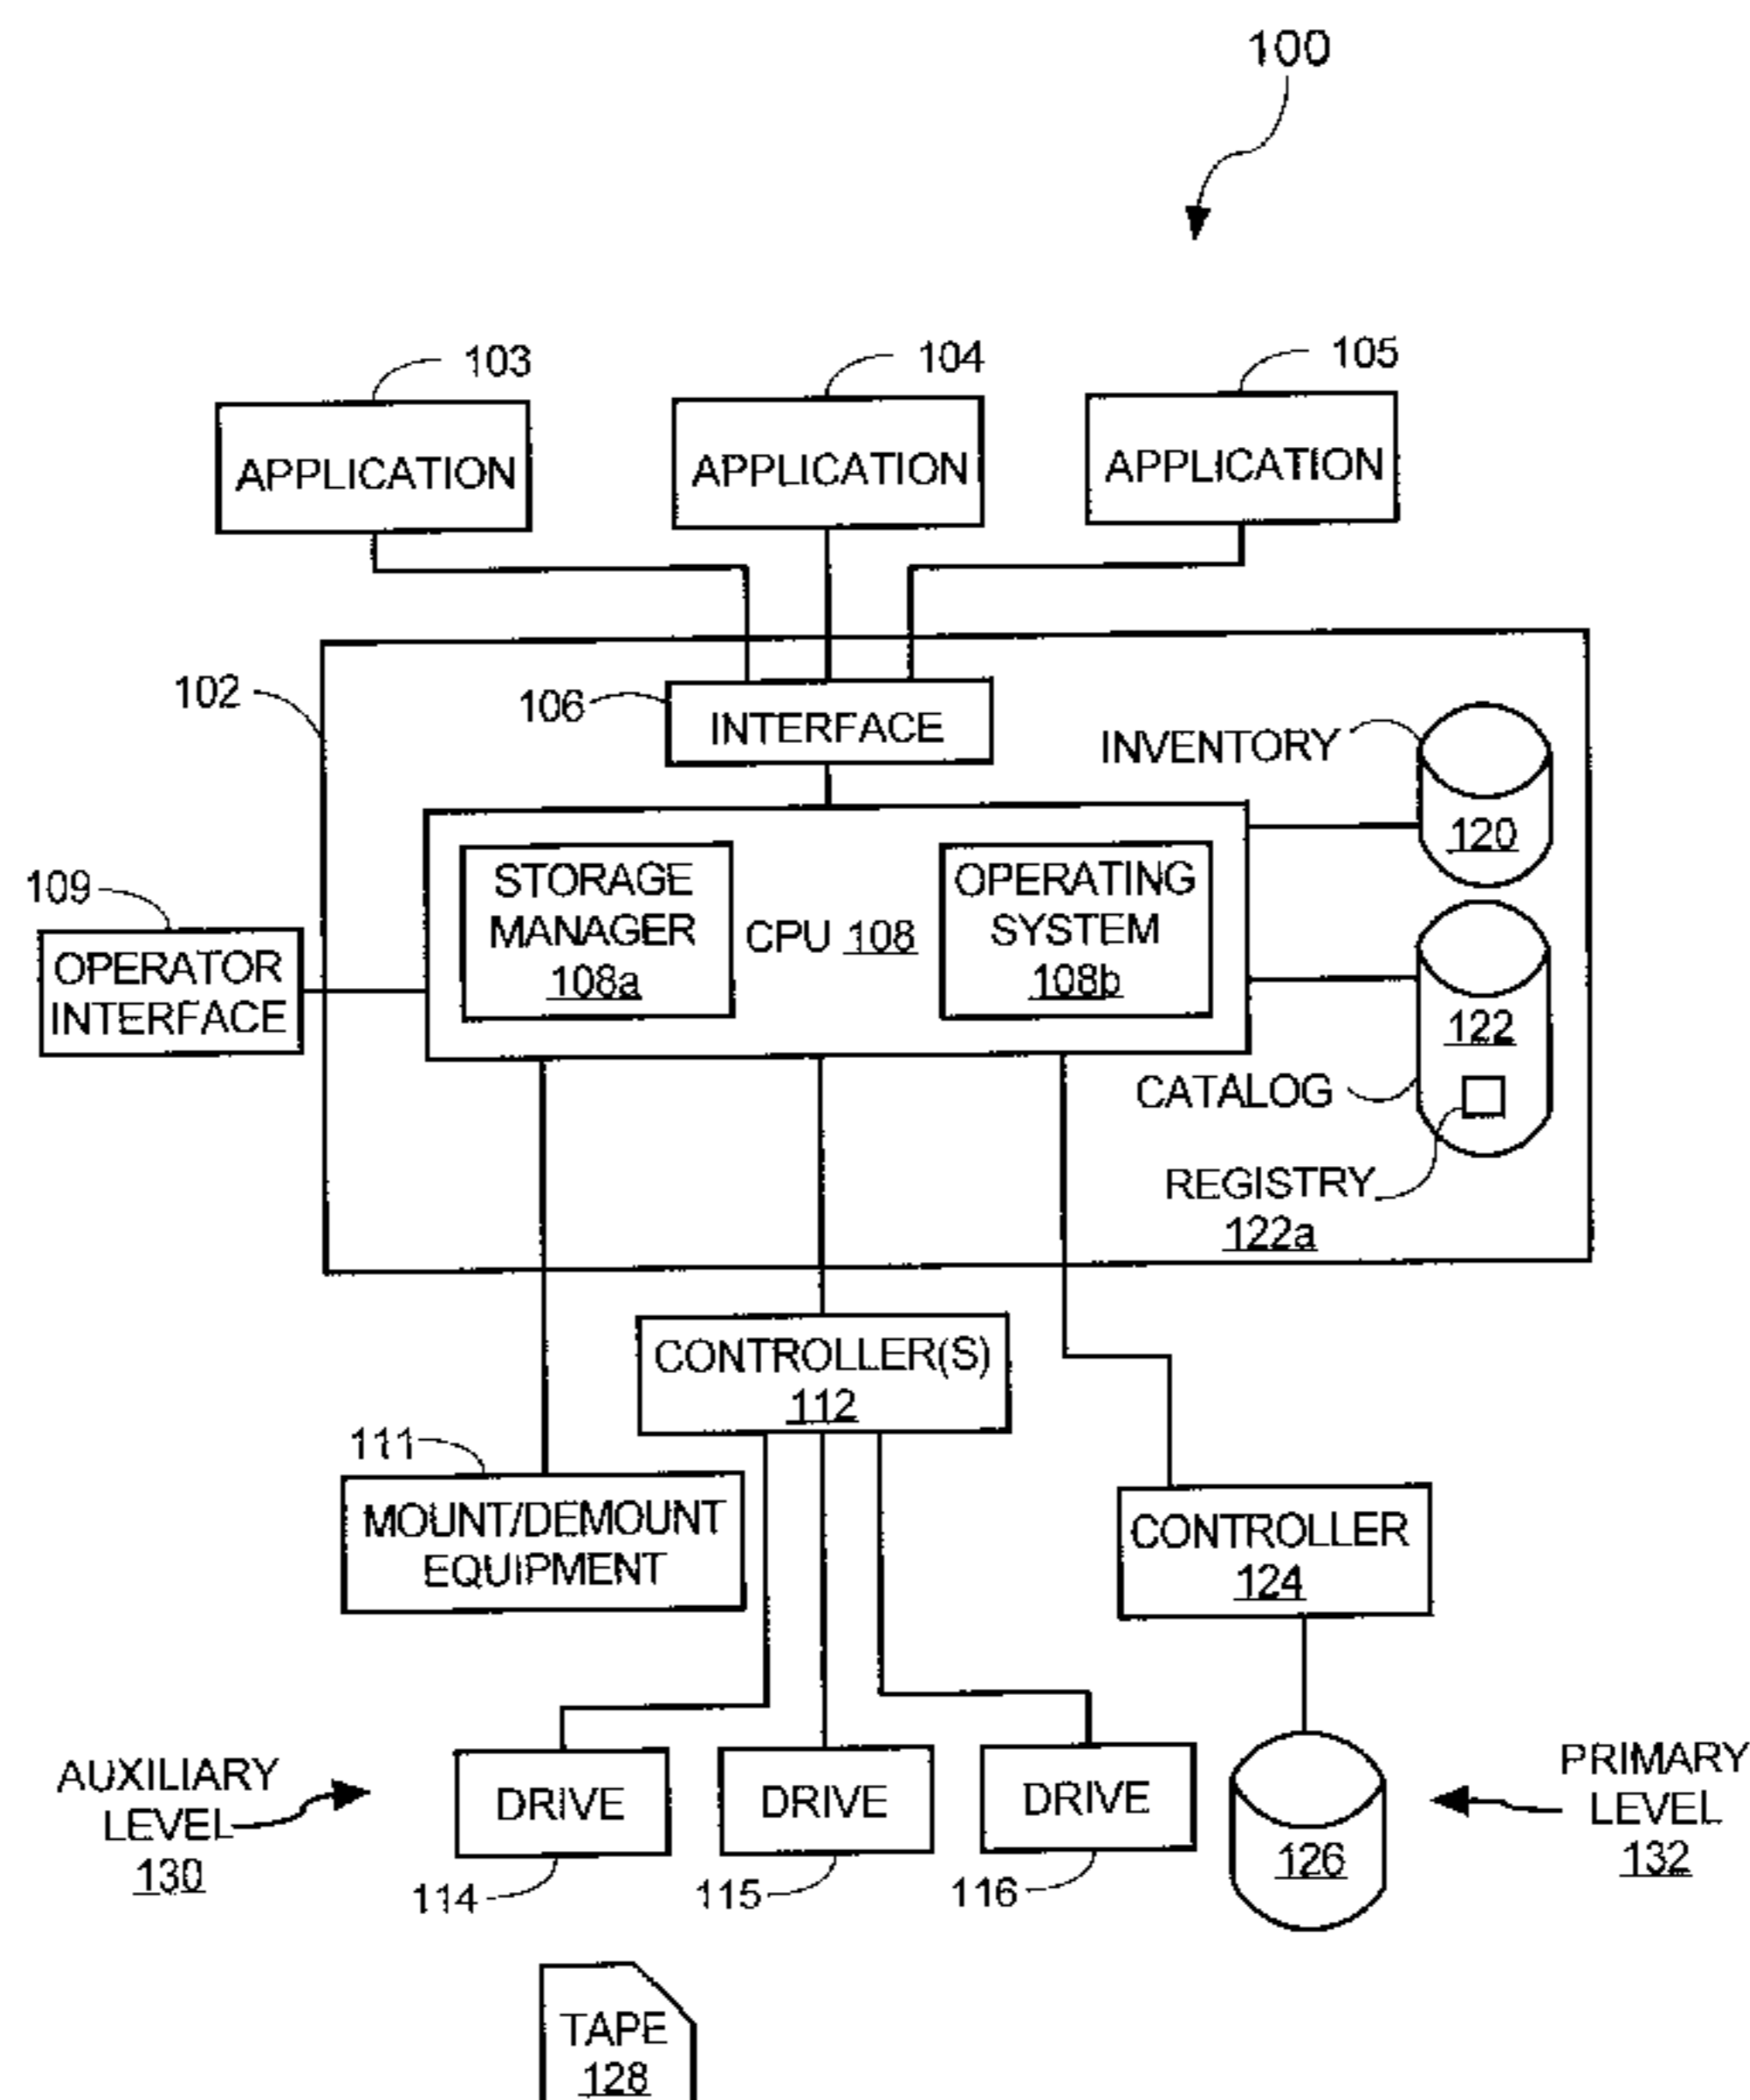 100
103
104
105
APPLICATION
APPLICATION
APPLICATION
102
106
INTERFACE
INVENTORY
120
109
OPERATOR
INTERFACE
STORAGE
MANAGER
108a
CPU 108
OPERATING
SYSTEM
108b
122
CATALOG
REGISTRY
122a
CONTROLLER(S)
112
111
MOUNT/DEMOUNT
EQUIPMENT
CONTROLLER
124
AUXILIARY
LEVEL
130
DRIVE
DRIVE
DRIVE
114
115
116
126
PRIMARY
LEVEL
132
TAPE
128